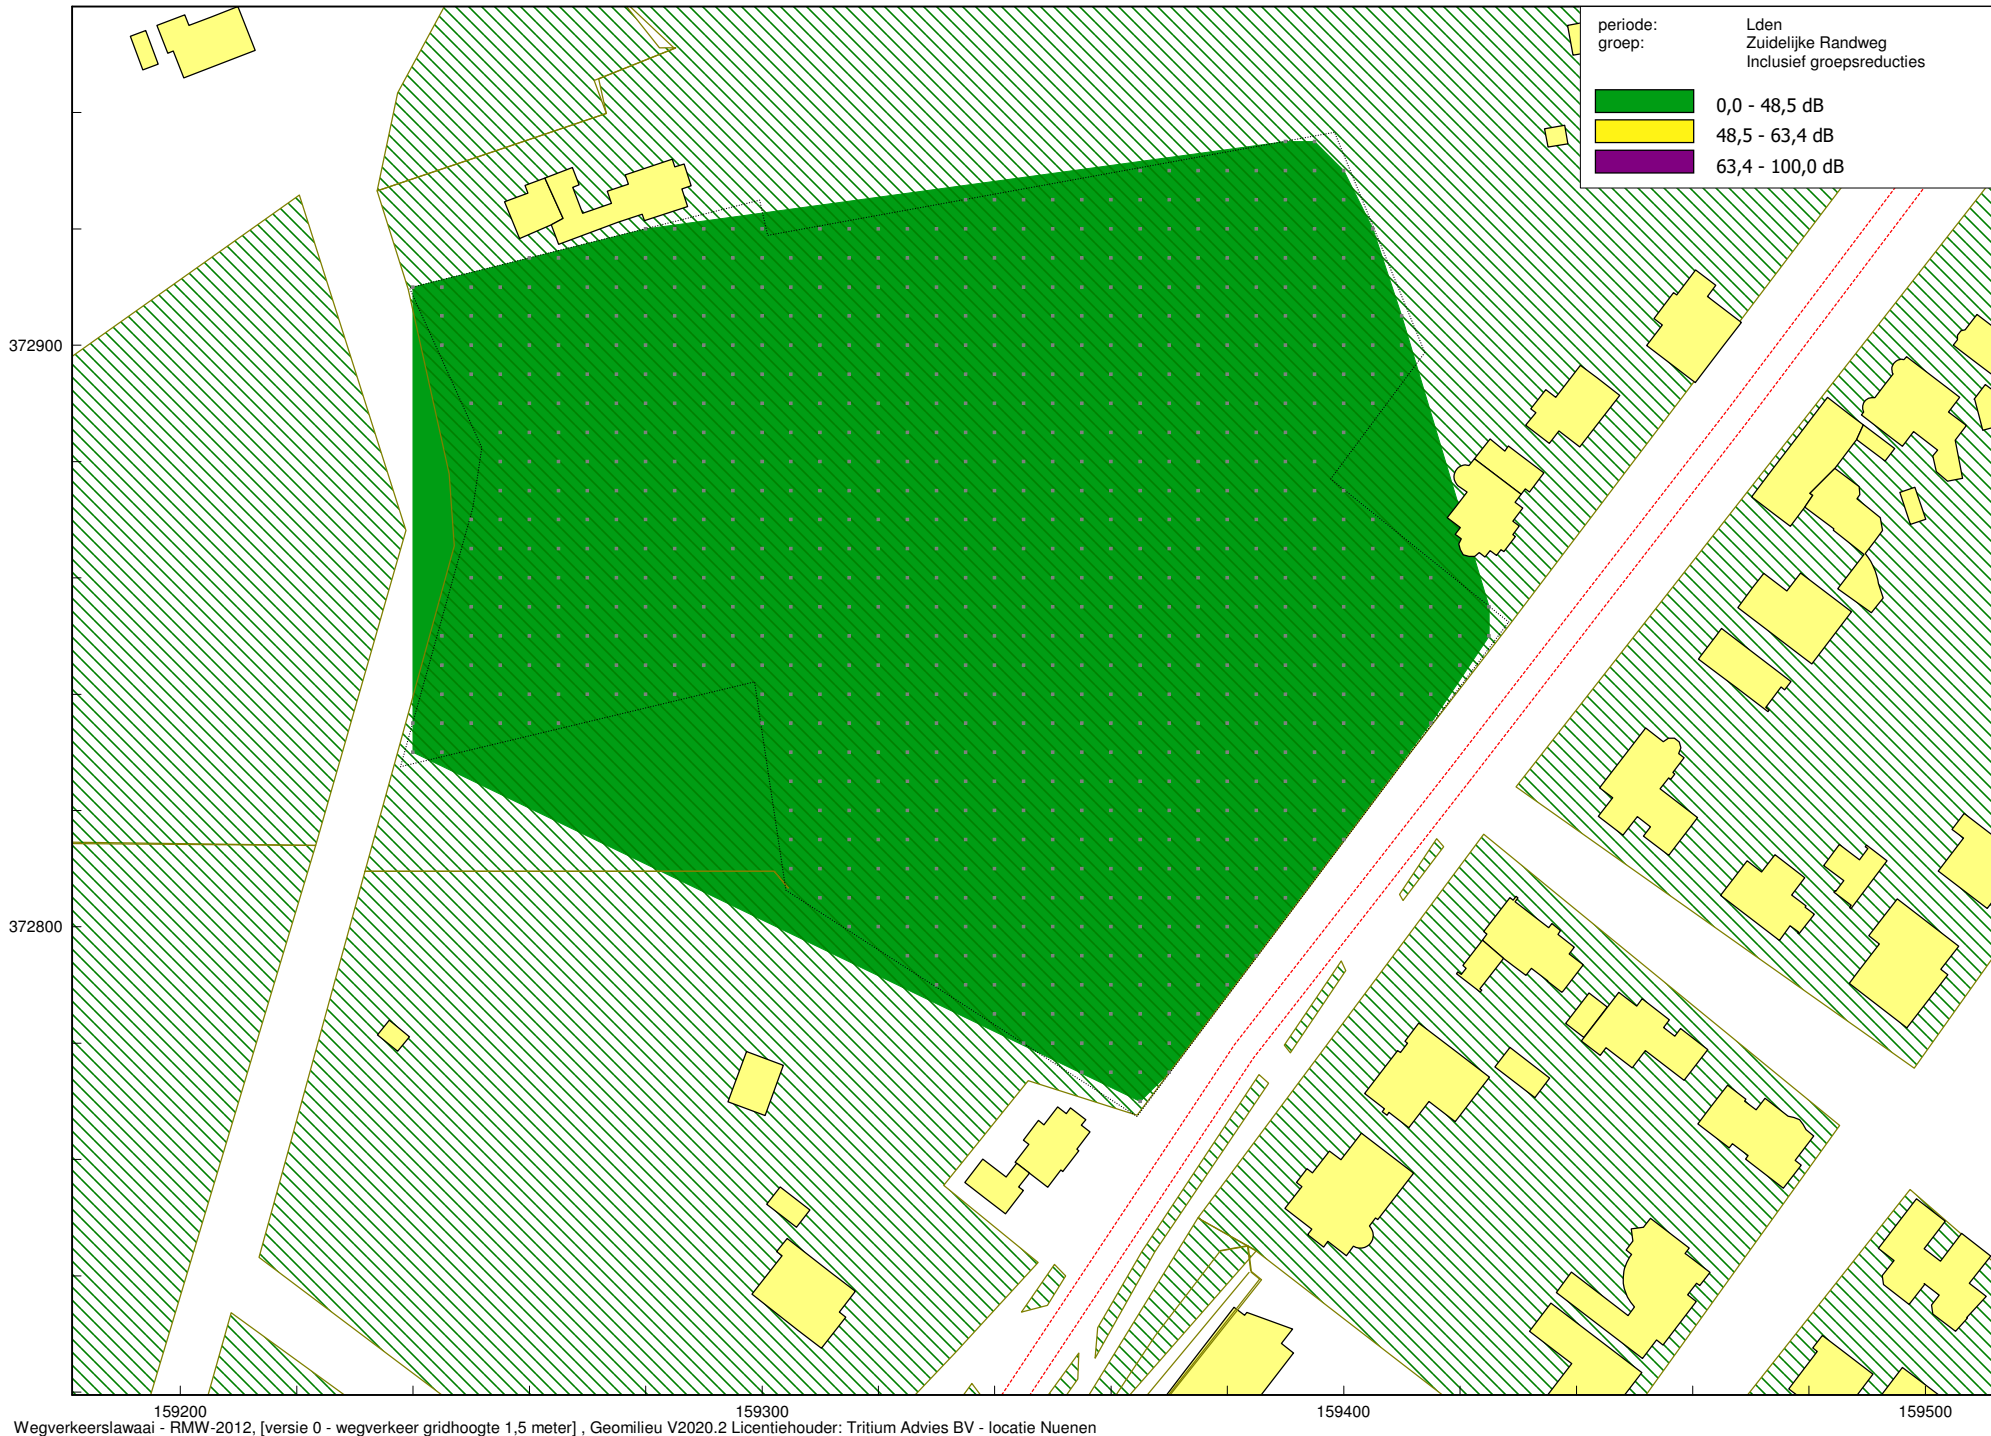 periode: Lden
groep: Zuidelijke Randweg
Inclusief groepsreducties
0,0 - 48,5 dB
48,5 - 63,4 dB
63,4 - 100,0 dB
372900
372800
159200 159300 159400 159500
Wegverkeerslawaai - RMW-2012, [versie 0 - wegverkeer gridhoogte 1,5 meter] , Geomilieu V2020.2 Licentiehouder: Tritium Advies BV - locatie Nuenen